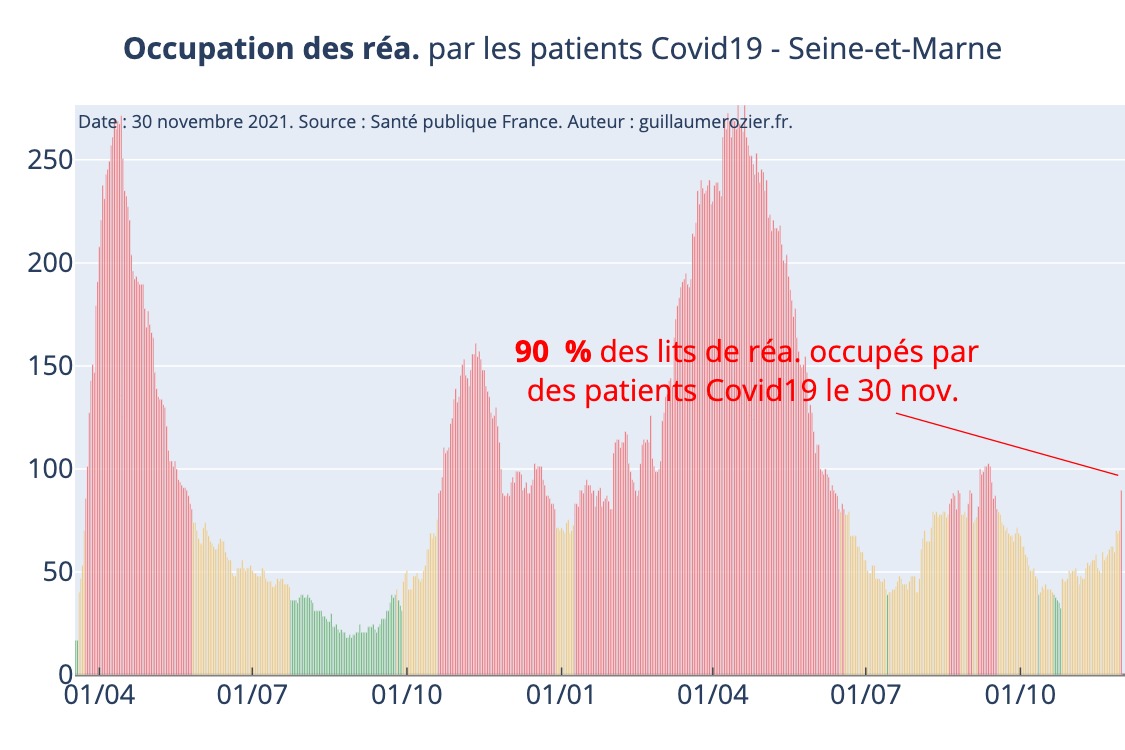 Occupation des réa. par les patients Covid19 - Seine-et-Marne
Date : 30 novembre 2021. Source : Santé publique France. Auteur : guillaumerozier.fr.
250
200
150
100
50
0
90 % des lits de réa. occupés par
des patients Covid19 le 30 nov.
01/04 01/07 01/10 01/01 01/04 01/07 01/10